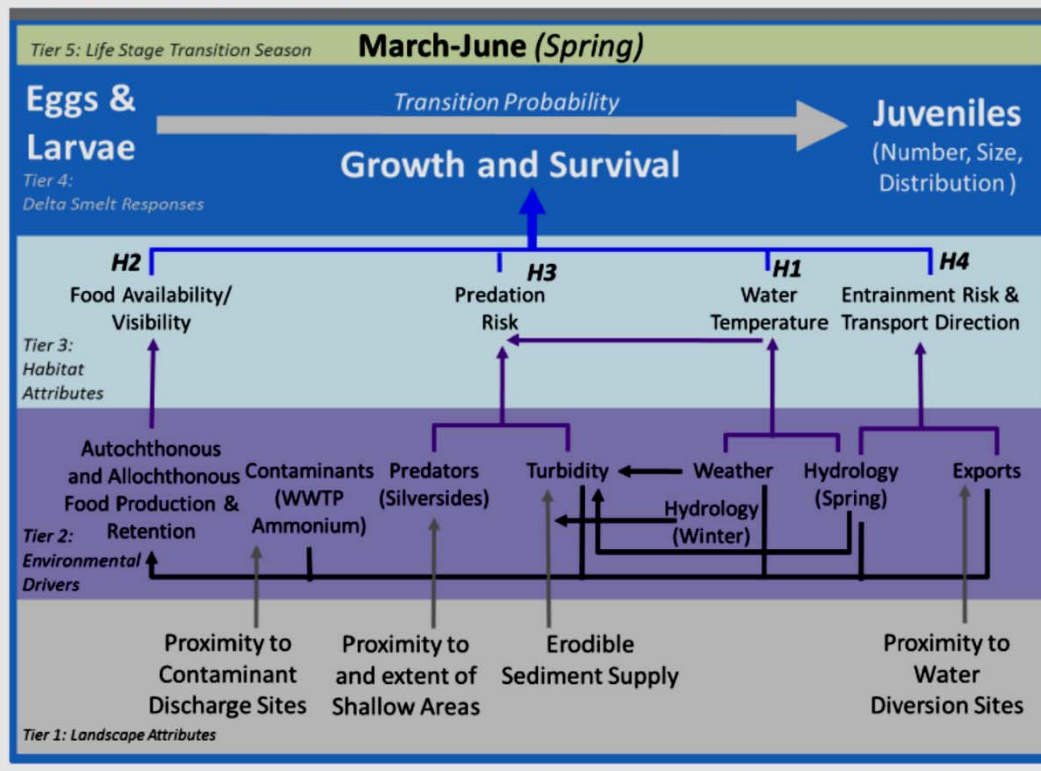 Tier 5: Life Stage Transition Season
March-June (Spring)
Eggs &
Larvae
Transition Probability
Growth and Survival
Juveniles
(Number, Size,
Distribution )
Tier 4:
Delta Smelt Responses
H2
H3
H1
H4
Food Availability/
Visibility
Predation
Risk
Water
Temperature
Entrainment Risk &
Transport Direction
Tier 3:
Habitat
Attributes
Autochthonous
and Allochthonous
Food Production &
Retention
Contaminants
(WWTP
Ammonium)
Predators
(Silversides)
Turbidity
Weather
Hydrology
(Spring)
Exports
Hydrology
(Winter)
Tier 2:
Environmental
Drivers
Proximity to
Contaminant
Discharge Sites
Proximity to
and extent of
Shallow Areas
Erodible
Sediment Supply
Proximity to
Water
Diversion Sites
Tier 1: Landscape Attributes